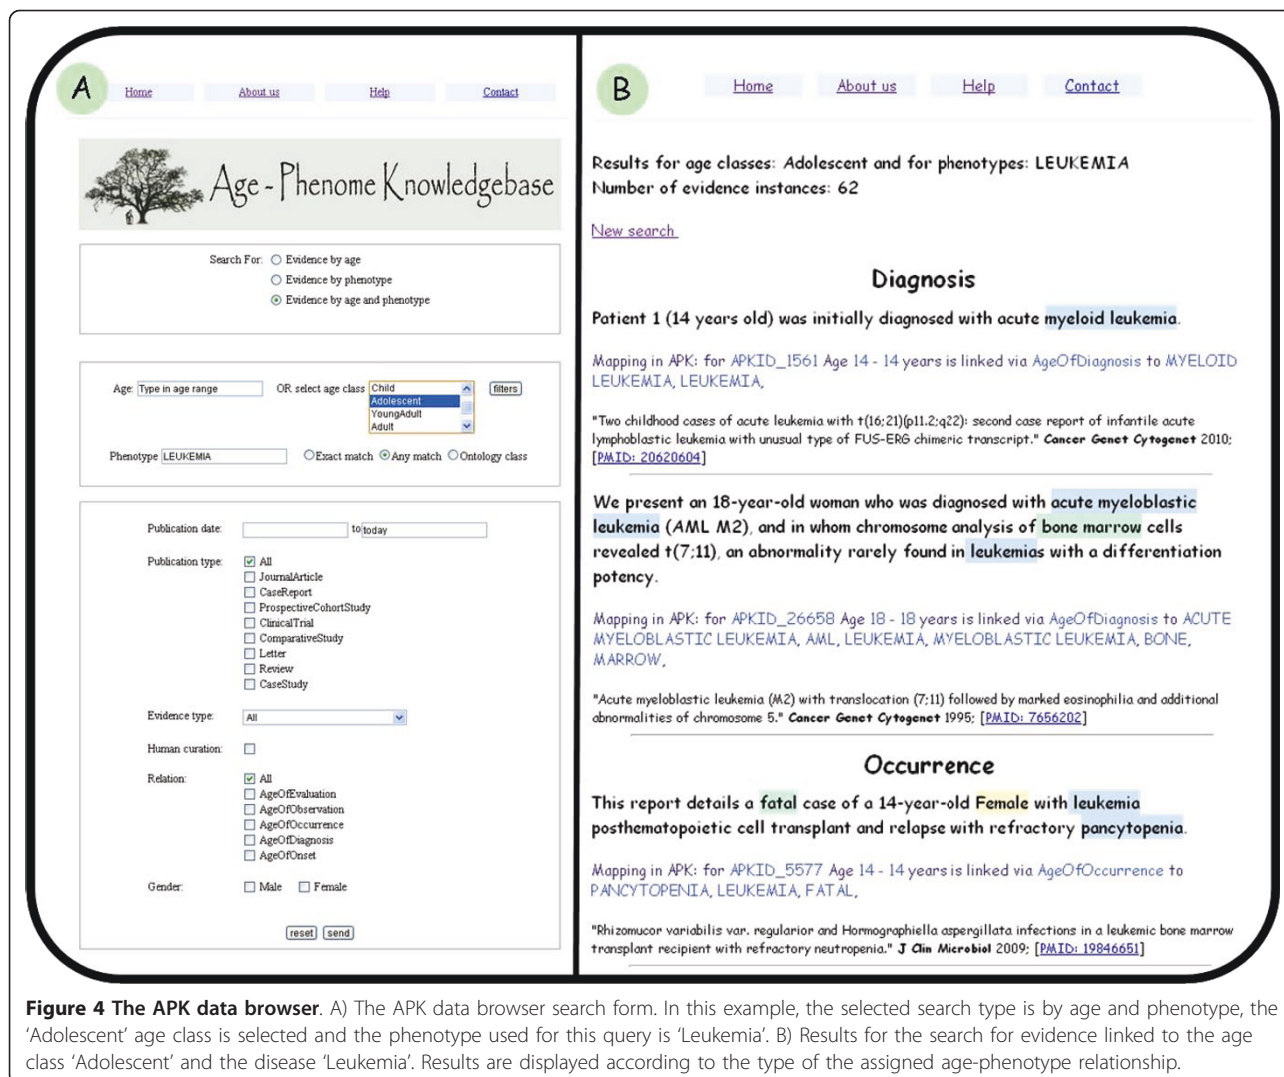 A
Home About us Help Contact
Age - Phenome Knowledgebase
Search For: Evidence by age
Evidence by phenotype
Evidence by age and phenotype
Age: Type in age range OR select age class Child filters
Adolescent
YoungAdult
Adult
Phenotype LEUKEMIA Exact match Any match Ontology class
Publication date: to today
Publication type: All
JournalArticle
CaseReport
ProspectiveCohortStudy
ClinicalTrial
ComparativeStudy
Letter
Review
CaseStudy
Evidence type: All
Human curation:
Relation: All
AgeOfEvaluation
AgeOfObservation
AgeOfOccurrence
AgeOfDiagnosis
AgeOfOnset
Gender: Male Female
reset send
B
Home About us Help Contact
Results for age classes: Adolescent and for phenotypes: LEUKEMIA
Number of evidence instances: 62
New search
Diagnosis
Patient 1 (14 years old) was initially diagnosed with acute myeloid leukemia.
Mapping in APK: for APKID_1561 Age 14 - 14 years is linked via AgeOfDiagnosis to MYELOID
LEUKEMIA, LEUKEMIA,
"Two childhood cases of acute leukemia with t(16;21)(p11.2;q22): second case report of infantile acute
lymphoblastic leukemia with unusual type of FUS-ERG chimeric transcript." Cancer Genet Cytogenet 2010;
[PMID: 20620604]
We present an 18-year-old woman who was diagnosed with acute myeloblastic
leukemia (AML M2), and in whom chromosome analysis of bone marrow cells
revealed t(7;11), an abnormality rarely found in leukemias with a differentiation
potency.
Mapping in APK: for APKID_26658 Age 18 - 18 years is linked via AgeOfDiagnosis to ACUTE
MYELOBLASTIC LEUKEMIA, AML, LEUKEMIA, MYELOBLASTIC LEUKEMIA, BONE,
MARROW,
"Acute myeloblastic leukemia (M2) with translocation (7;11) followed by marked eosinophilia and additional
abnormalities of chromosome 5." Cancer Genet Cytogenet 1995; [PMID: 7656202]
Occurrence
This report details a fatal case of a 14-year-old Female with leukemia
posthematopoietic cell transplant and relapse with refractory pancytopenia.
Mapping in APK: for APKID_5577 Age 14 - 14 years is linked via AgeOfOccurrence to
PANCYTOPENIA, LEUKEMIA, FATAL,
"Rhizomucor variabilis var. regularior and Hormographiella aspergillata infections in a leukemic bone marrow
transplant recipient with refractory neutropenia." J Clin Microbiol 2009; [PMID: 19846651]
Figure 4 The APK data browser. A) The APK data browser search form. In this example, the selected search type is by age and phenotype, the
'Adolescent' age class is selected and the phenotype used for this query is 'Leukemia'. B) Results for the search for evidence linked to the age
class 'Adolescent' and the disease 'Leukemia'. Results are displayed according to the type of the assigned age-phenotype relationship.